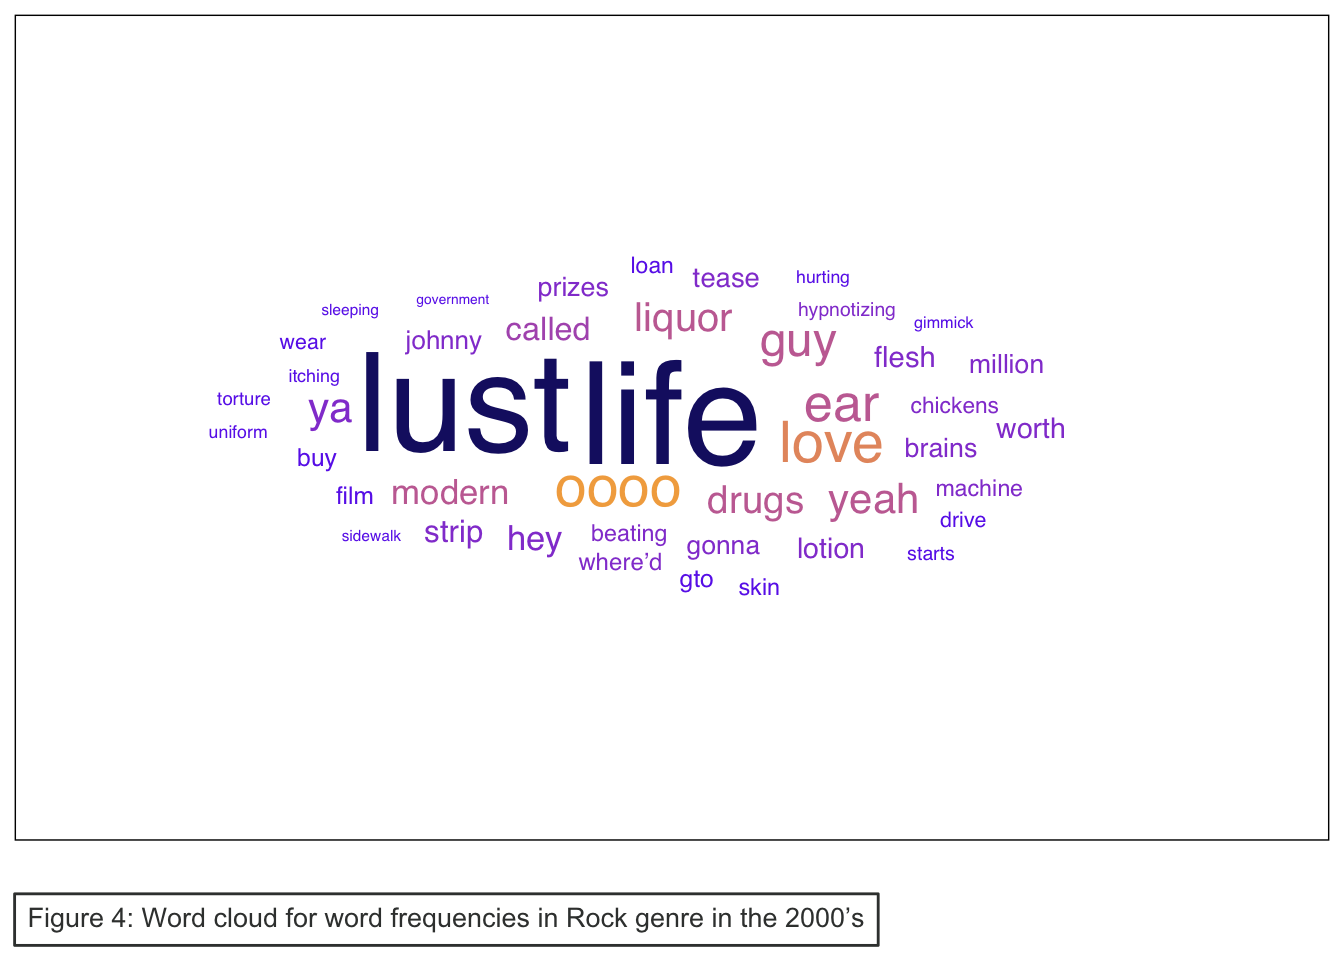 loan
tease
hurting
prizes
sleeping
government
hypnotizing
liquor
gimmick
called
wear
johnny
guy
flesh
million
itching
torture
ya
lust
life
ear
chickens
uniform
love
worth
brains
buy
film
modern
oooo
drugs
yeah
machine
drive
sidewalk
strip
hey
beating
gonna
lotion
starts
where’d
gto
skin
Figure 4: Word cloud for word frequencies in Rock genre in the 2000’s